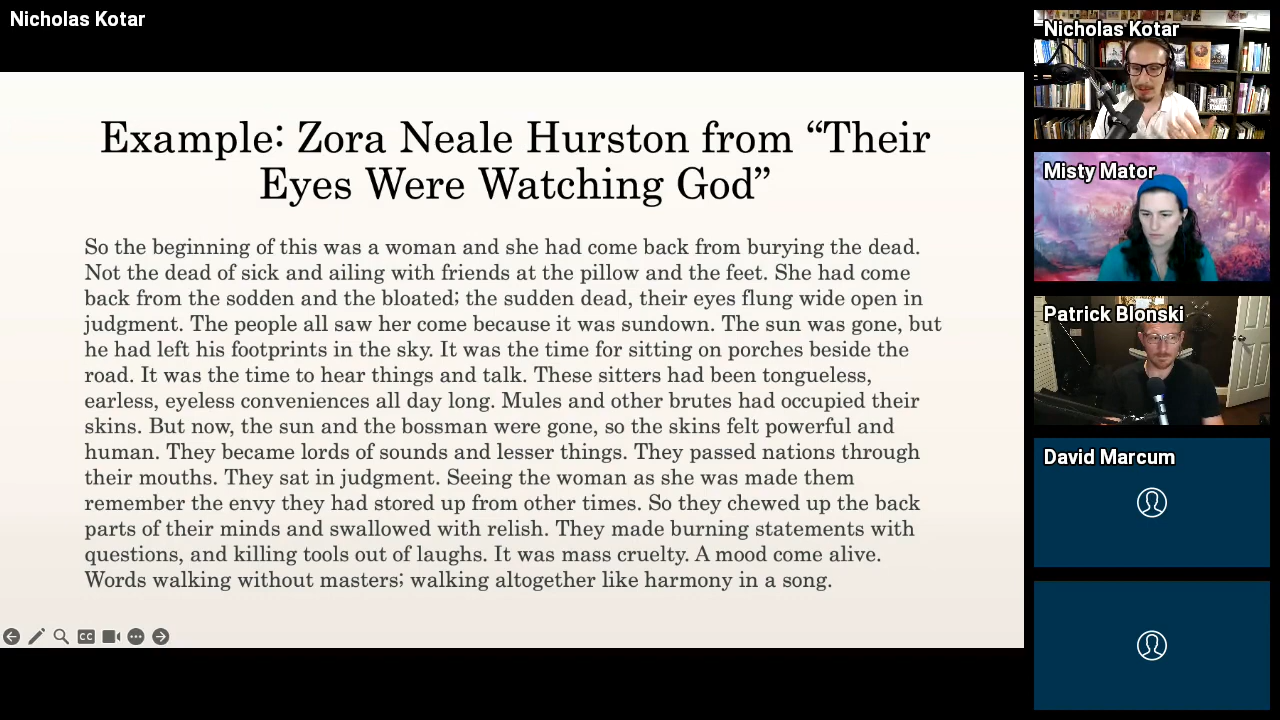 Nicholas Kotar
Example: Zora Neale Hurston from “Their
Eyes Were Watching God”
So the beginning of this was a woman and she had come back from burying the dead.
Not the dead of sick and ailing with friends at the pillow and the feet. She had come
back from the sodden and the bloated; the sudden dead, their eyes flung wide open in
judgment. The people all saw her come because it was sundown. The sun was gone, but
he had left his footprints in the sky. It was the time for sitting on porches beside the
road. It was the time to hear things and talk. These sitters had been tongueless,
earless, eyeless conveniences all day long. Mules and other brutes had occupied their
skins. But now, the sun and the bossman were gone, so the skins felt powerful and
human. They became lords of sounds and lesser things. They passed nations through
their mouths. They sat in judgment. Seeing the woman as she was made them
remember the envy they had stored up from other times. So they chewed up the back
parts of their minds and swallowed with relish. They made burning statements with
questions, and killing tools out of laughs. It was mass cruelty. A mood come alive.
Words walking without masters; walking altogether like harmony in a song.
CC
Nicholas Kotar
Misty Mator
Patrick Blonski
David Marcum